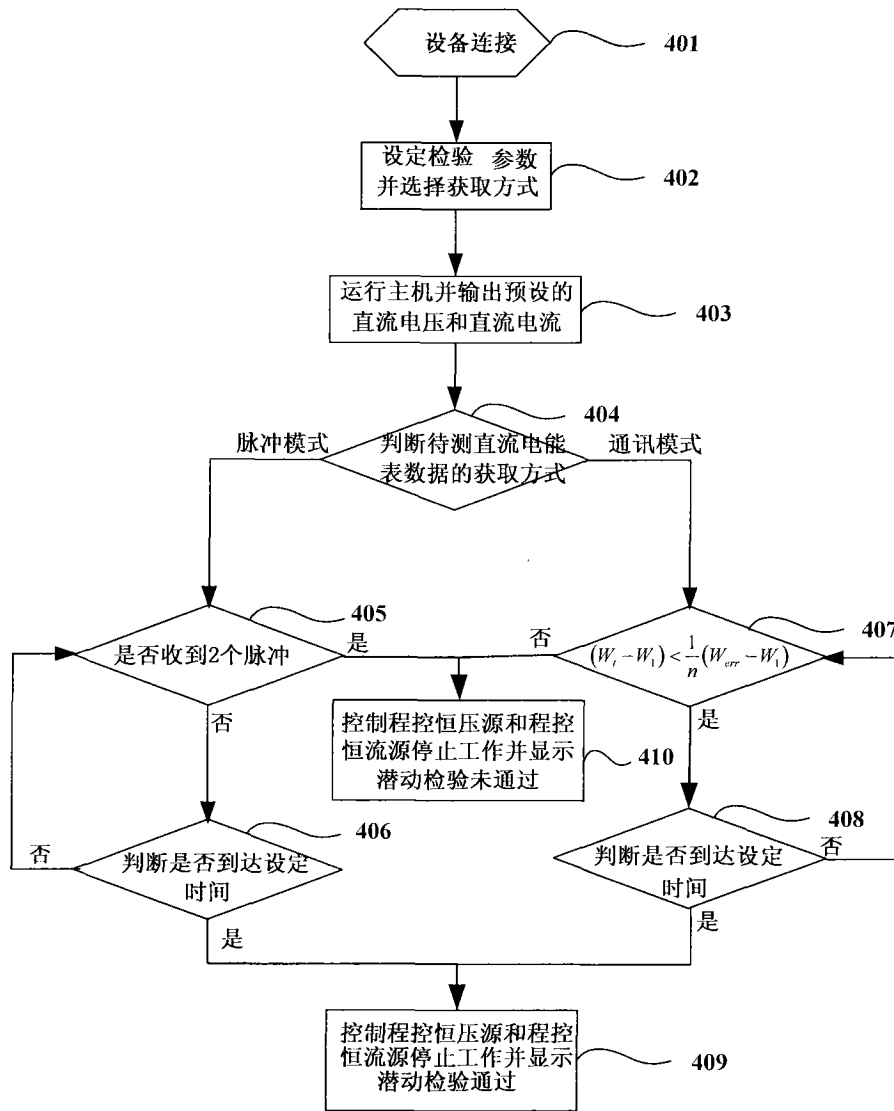 设备连接
401
设定检验 参数
并选择获取方式
402
运行主机并输出预设的
直流电压和直流电流
403
404
脉冲模式
判断待测直流电能
表数据的获取方式
通讯模式
405
是否收到2个脉冲
是
否
407
(W_t − W_1) < \frac{1}{n}(W_{err} − W_1)
否
是
控制程控恒压源和程控
恒流源停止工作并显示
潜动检验未通过
410
406
否
判断是否到达设定
时间
408
判断是否到达设定
时间
否
是
是
控制程控恒压源和程控
恒流源停止工作并显示
潜动检验通过
409